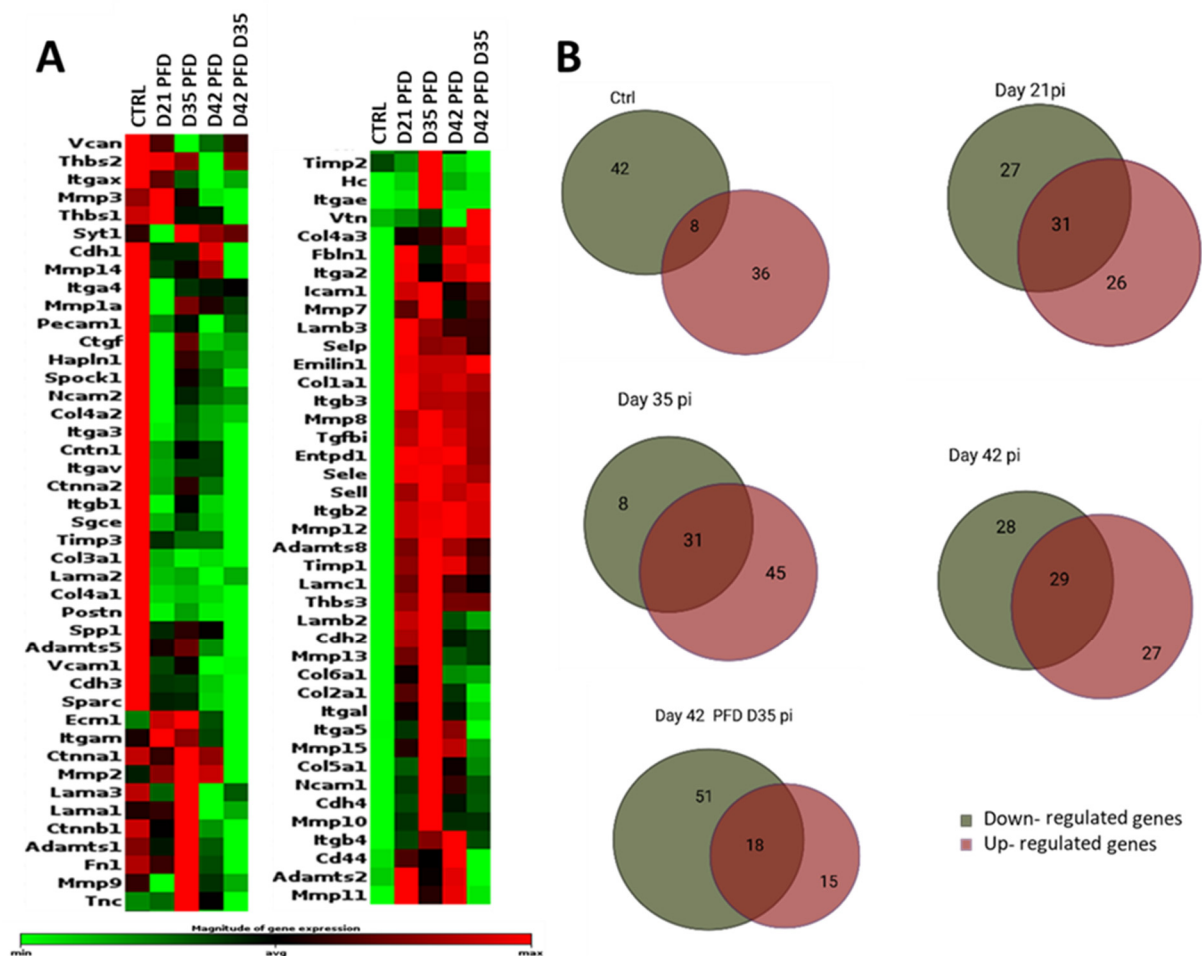 A
CTRL
D21 PFD
D35 PFD
D42 PFD
D42 PFD D35
Vcan
Thbs2
Itgax
Mmp3
Thbs1
Syt1
Cdh1
Mmp14
Itga4
Mmp1a
Pecam1
Ctgf
Hapln1
Spock1
Ncam2
Col4a2
Itga3
Cntn1
Itgav
Ctnna2
Itgb1
Sgce
Timp3
Col3a1
Lama2
Col4a1
Postn
Spp1
Adamts5
Vcam1
Cdh3
Sparc
Ecm1
Itgam
Ctnna1
Mmp2
Lama3
Lama1
Ctnnb1
Adamts1
Fn1
Mmp9
Tnc
CTRL
D21 PFD
D35 PFD
D42 PFD
D42 PFD D35
Timp2
Hc
Itgae
Vtn
Col4a3
Fbln1
Itga2
Icam1
Mmp7
Lamb3
Selp
Emilin1
Col1a1
Itgb3
Mmp8
Tgfbi
Entpd1
Sele
Sell
Itgb2
Mmp12
Adamts8
Timp1
Lamc1
Thbs3
Lamb2
Cdh2
Mmp13
Col6a1
Col2a1
Itgal
Itga5
Mmp15
Col5a1
Ncam1
Cdh4
Mmp10
Itgb4
Cd44
Adamts2
Mmp11
Magnitude of gene expression
min avg max
B
Ctrl
42
8
36
Day 21pi
27
31
26
Day 35 pi
8
31
45
Day 42 pi
28
29
27
Day 42 PFD D35 pi
51
18
15
Down- regulated genes
Up- regulated genes